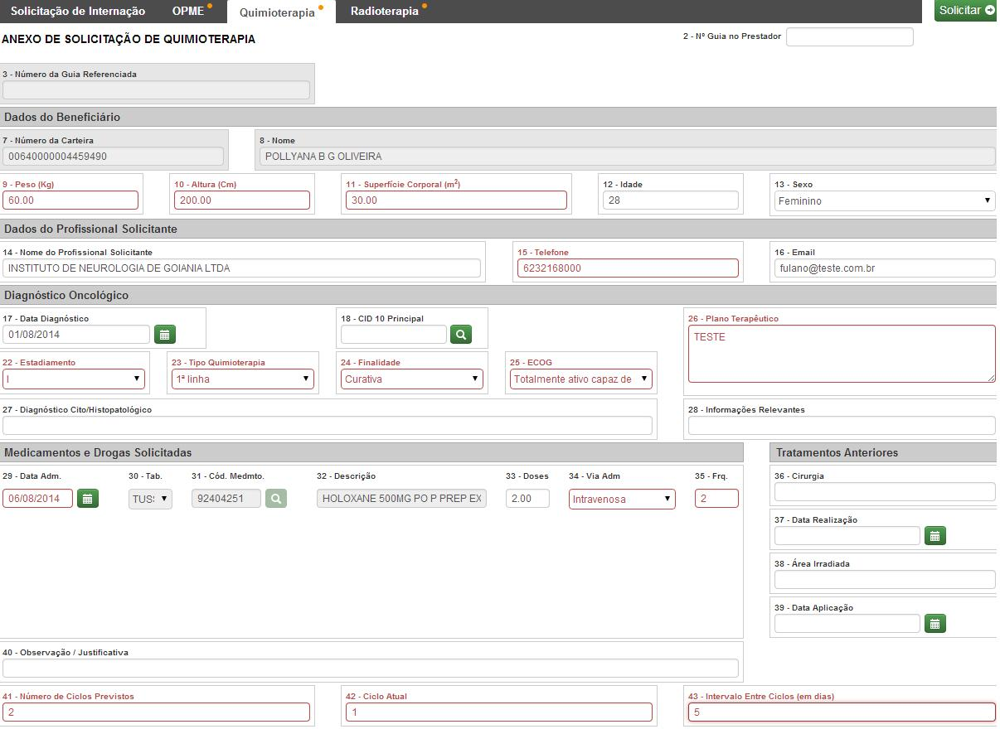 Solicitação de Internação OPME Quimioterapia Radioterapia Solicitar
ANEXO DE SOLICITAÇÃO DE QUIMIOTERAPIA
2 - Nº Guia no Prestador
3 - Número da Guia Referenciada
Dados do Beneficiário
7 - Número da Carteira 8 - Nome
00640000004459490 POLLYANA B G OLIVEIRA
9 - Peso (Kg) 10 - Altura (Cm) 11 - Superfície Corporal (m²) 12 - Idade 13 - Sexo
60.00 200.00 30.00 28 Feminino
Dados do Profissional Solicitante
14 - Nome do Profissional Solicitante 15 - Telefone 16 - Email
INSTITUTO DE NEUROLOGIA DE GOIANIA LTDA 6232168000 fulano@teste.com.br
Diagnóstico Oncológico
17 - Data Diagnóstico 18 - CID 10 Principal 26 - Plano Terapêutico
01/08/2014 TESTE
22 - Estadiamento 23 - Tipo Quimioterapia 24 - Finalidade 25 - ECOG
I 1ª linha Curativa Totalmente ativo capaz de
27 - Diagnóstico Cito/Histopatológico 28 - Informações Relevantes
Medicamentos e Drogas Solicitadas Tratamentos Anteriores
29 - Data Adm. 30 - Tab. 31 - Cód. Medmto. 32 - Descrição 33 - Doses 34 - Via Adm 35 - Frq. 36 - Cirurgia
06/08/2014 TUS: 92404251 HOLOXANE 500MG PO P PREP EX 2.00 Intravenosa 2
37 - Data Realização
38 - Área Irradiada
39 - Data Aplicação
40 - Observação / Justificativa
41 - Número de Ciclos Previstos 42 - Ciclo Atual 43 - Intervalo Entre Ciclos (em dias)
2 1 5